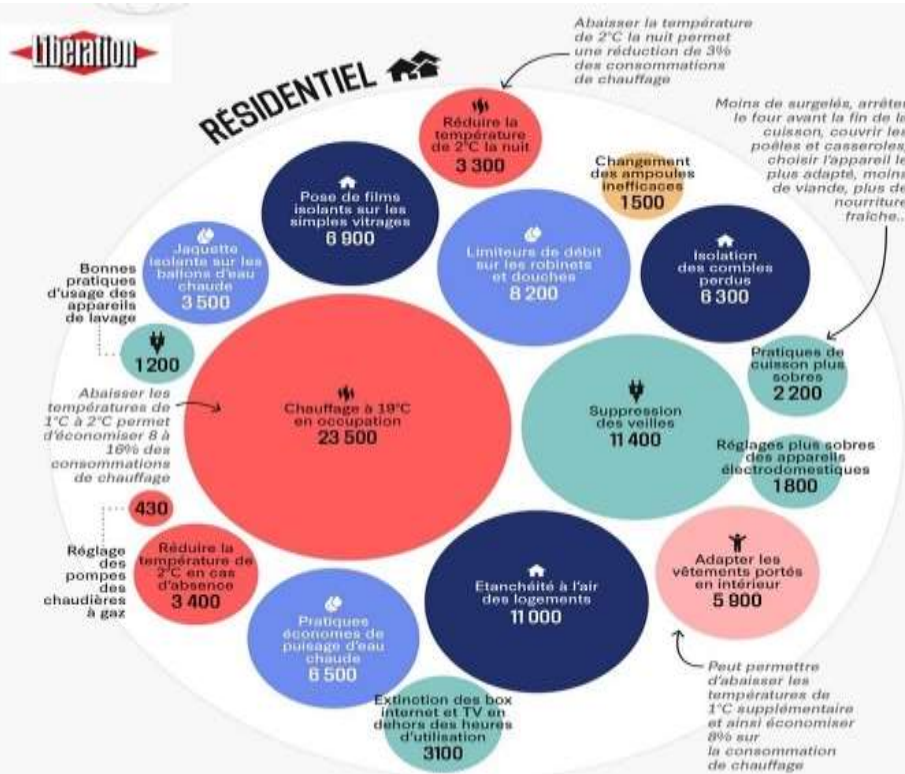 Libération
RÉSIDENTIEL
Abaisser la température
de 2°C la nuit permet
une réduction de 3%
des consommations
de chauffage
Réduire la
température
de 2°C la nuit
3 300
Moins de surgelés, arrêter
le four avant la fin de la
cuisson, couvrir les
poêles et casseroles,
choisir l'appareil le
plus adapté, moins
de viande, plus de
nourriture
fraîche...
Changement
des ampoules
inefficaces
1 500
Pose de films
isolants sur les
simples vitrages
6 900
Limiteurs de débit
sur les robinets
et douches
8 200
Isolation
des combles
perdus
6 300
Jaquette
isolante sur les
ballons d'eau
chaude
3 500
Bonnes
pratiques
d'usage des
appareils
de lavage
1 200
Pratiques de
cuisson plus
sobres
2 200
Abaisser les
températures de
1°C à 2°C permet
d'économiser 8 à
16% des
consommations
de chauffage
Chauffage à 19°C
en occupation
23 500
Suppression
des veilles
11 400
Réglages plus sobres
des appareils
électrodomestiques
1 800
430
Réglage
des
pompes
des
chaudières
à gaz
Réduire la
température de
2°C en cas
d'absence
3 400
Etanchéité à l'air
des logements
11 000
Adapter les
vêtements portés
en intérieur
5 900
Pratiques
économes de
puisage d'eau
chaude
6 500
Extinction des box
internet et TV en
dehors des heures
d'utilisation
3100
Peut permettre
d'abaisser les
températures de
1°C supplémentaire
et ainsi économiser
8% sur
la consommation
de chauffage